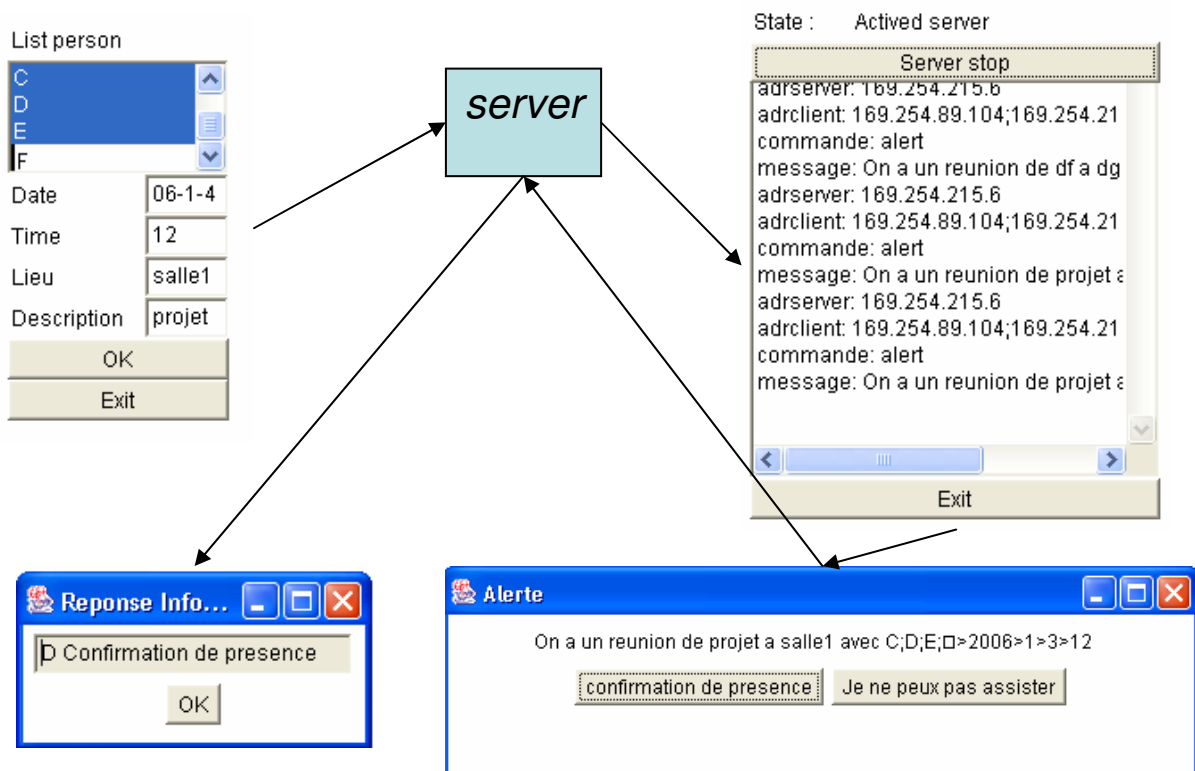 List person
C
D
E
F
Date 06-1-4
Time 12
Lieu salle1
Description projet
OK
Exit
server
State : Actived server
Server stop
adrserver: 169.254.215.6
adrclient: 169.254.89.104;169.254.21
commande: alert
message: On a un reunion de df a dg
adrserver: 169.254.215.6
adrclient: 169.254.89.104;169.254.21
commande: alert
message: On a un reunion de projet a
adrserver: 169.254.215.6
adrclient: 169.254.89.104;169.254.21
commande: alert
message: On a un reunion de projet a
Exit
Reponse Info...
D Confirmation de presence
OK
Alerte
On a un reunion de projet a salle1 avec C;D;E;□>2006>1>3>12
confirmation de presence Je ne peux pas assister